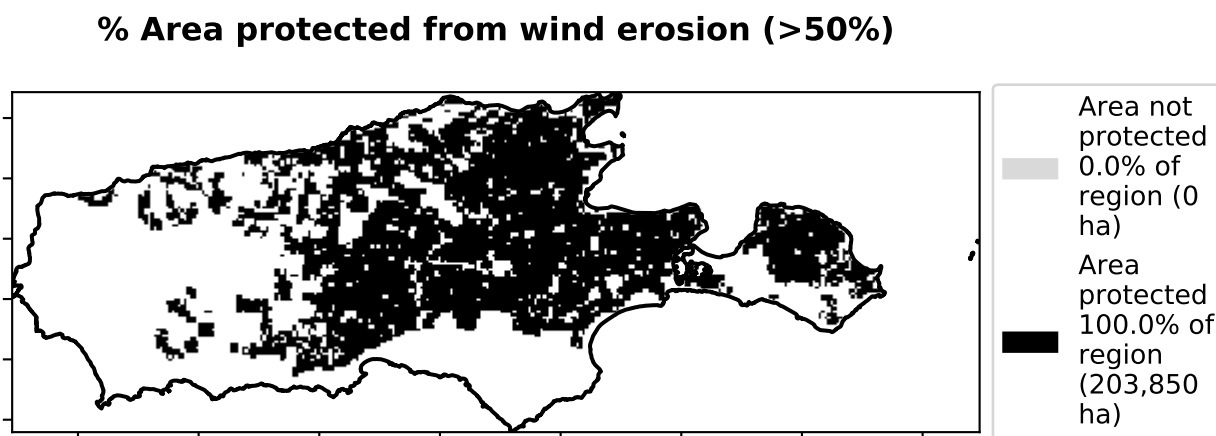 % Area protected from wind erosion (>50%)
Area not
protected
0.0% of
region (0
ha)
Area
protected
100.0% of
region
(203,850
ha)